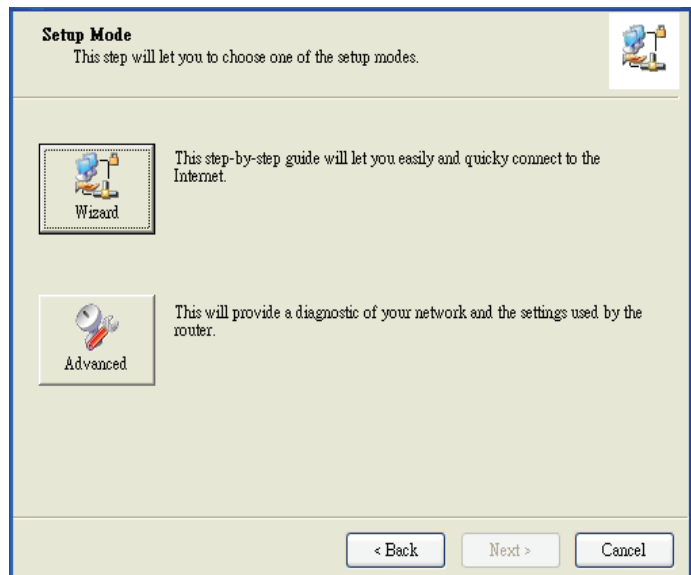 Setup Mode
This step will let you to choose one of the setup modes.
This step-by-step guide will let you easily and quicky connect to the
Internet.
Wizard
This will provide a diagnostic of your network and the settings used by the
router.
Advanced
< Back
Next >
Cancel